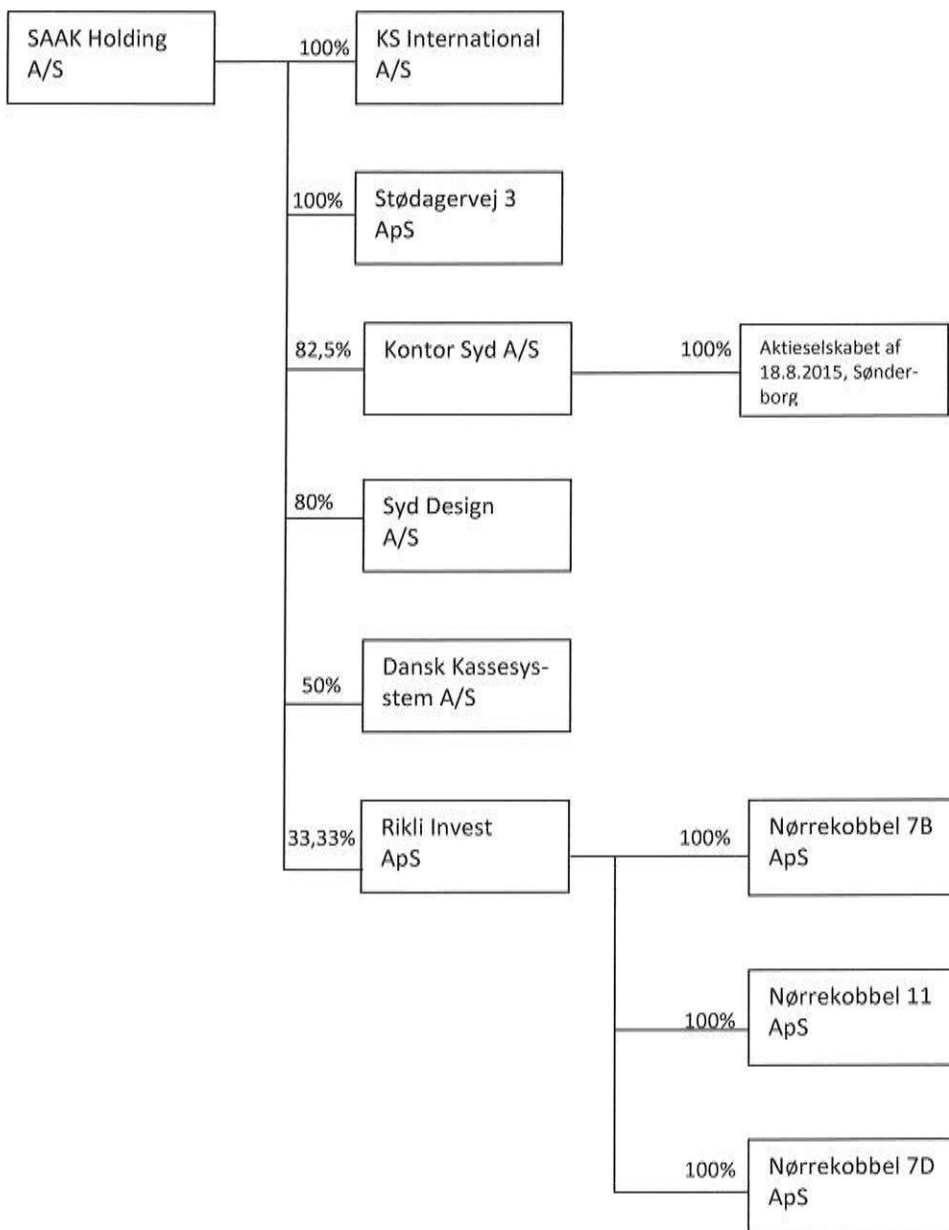 SAAK Holding
A/S
100%
KS International
A/S
100%
Stødagervej 3
ApS
82,5%
Kontor Syd A/S
100%
Aktieselskabet af
18.8.2015, Sønder-
borg
80%
Syd Design
A/S
50%
Dansk Kassesys-
stem A/S
33,33%
Rikli Invest
ApS
100%
Nørrekobbel 7B
ApS
100%
Nørrekobbel 11
ApS
100%
Nørrekobbel 7D
ApS